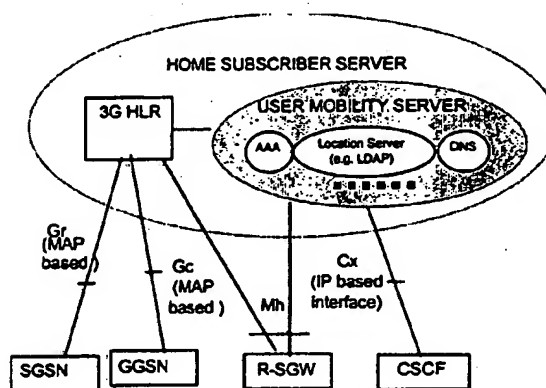 HOME SUBSCRIBER SERVER
3G HLR
USER MOBILITY SERVER
AAA
Location Server
(e.g. LDAP)
DNS
Gr
(MAP
based )
Gc
(MAP
based )
Mh
Cx
(IP based
interface)
SGSN
GGSN
R-SGW
CSCF